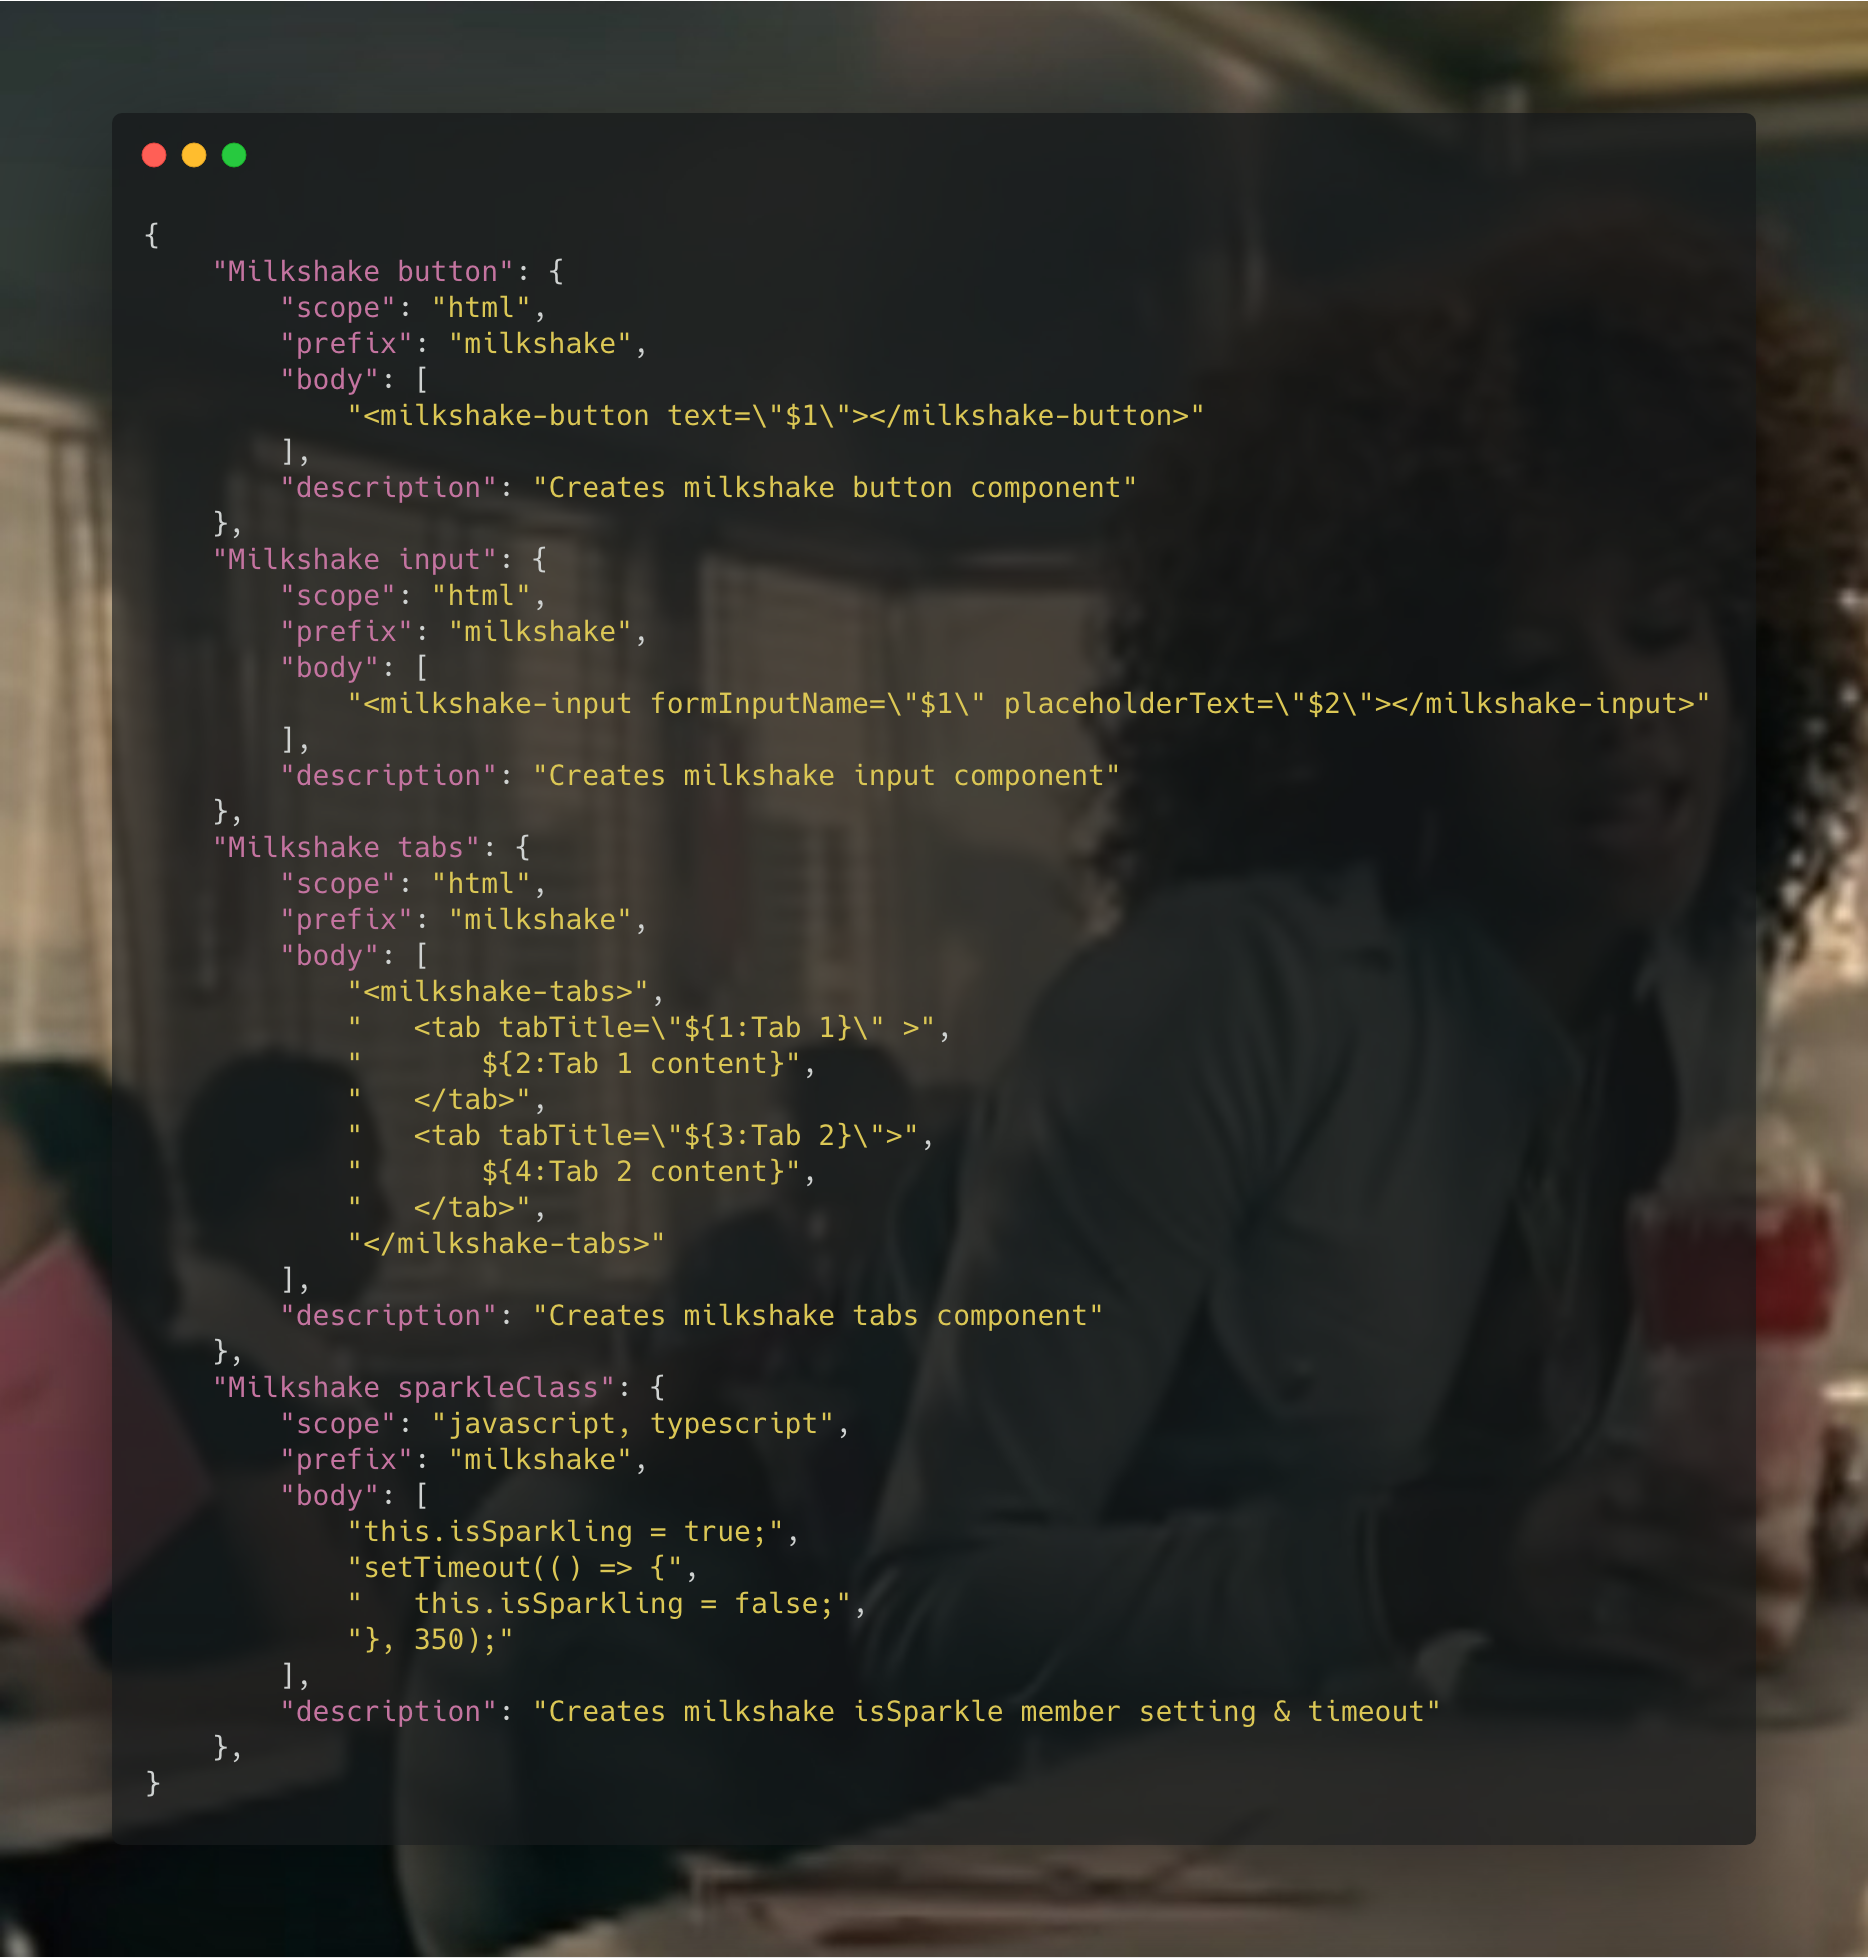 {
    "Milkshake button": {
        "scope": "html",
        "prefix": "milkshake",
        "body": [
            "<milkshake-button text=\"$1\"></milkshake-button>"
        ],
        "description": "Creates milkshake button component"
    },
    "Milkshake input": {
        "scope": "html",
        "prefix": "milkshake",
        "body": [
            "<milkshake-input formInputName=\"$1\" placeholderText=\"$2\"></milkshake-input>"
        ],
        "description": "Creates milkshake input component"
    },
    "Milkshake tabs": {
        "scope": "html",
        "prefix": "milkshake",
        "body": [
            "<milkshake-tabs>",
            "   <tab tabTitle=\"${1:Tab 1}\" >",
            "       ${2:Tab 1 content}",
            "   </tab>",
            "   <tab tabTitle=\"${3:Tab 2}\">",
            "       ${4:Tab 2 content}",
            "   </tab>",
            "</milkshake-tabs>"
        ],
        "description": "Creates milkshake tabs component"
    },
    "Milkshake sparkleClass": {
        "scope": "javascript, typescript",
        "prefix": "milkshake",
        "body": [
            "this.isSparkling = true;",
            "setTimeout(() => {",
            "   this.isSparkling = false;",
            "}, 350);"
        ],
        "description": "Creates milkshake isSparkle member setting & timeout"
    },
}